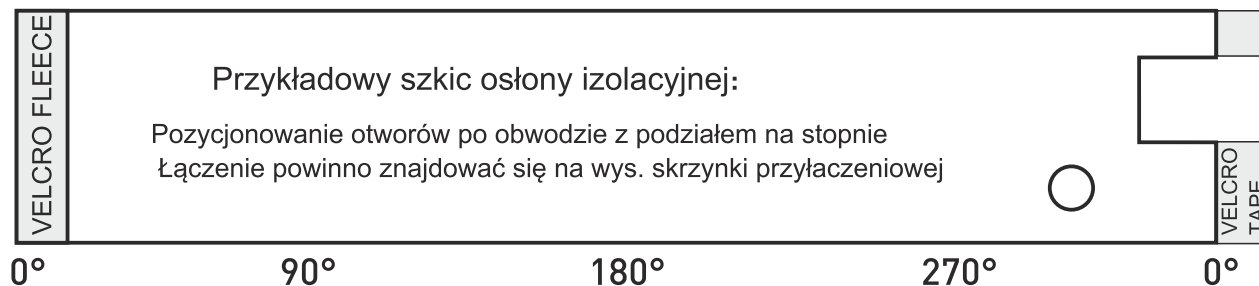 VELCRO FLEECE
Przykładowy szkic osłony izolacyjnej:
Pozycjonowanie otworów po obwodzie z podziałem na stopnie
Łączenie powinno znajdować się na wys. skrzynki przyłaczeniowej
VELCRO
TAPE
0° 90° 180° 270° 0°